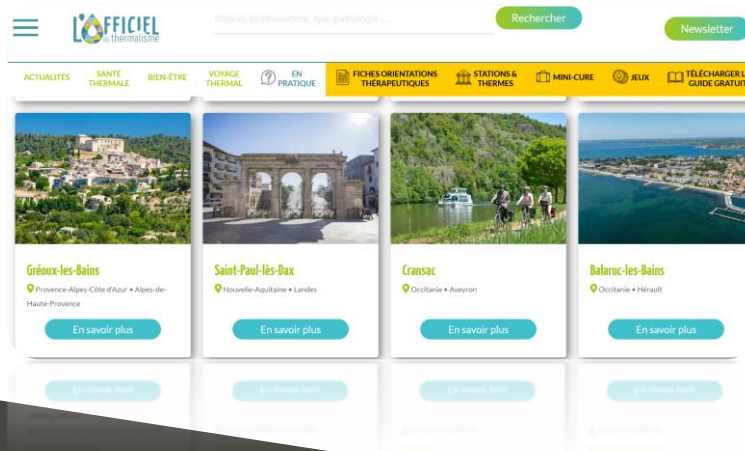 L'OFFICIEL
du thermalisme
Station, établissement, spa, pathologie ...
Rechercher
Newsletter
ACTUALITÉS
SANTÉ
THERMALE
BIEN-ÊTRE
VOYAGE
THERMAL
EN
PRATIQUE
FICHES ORIENTATIONS
THÉRAPEUTIQUES
STATIONS &
THERMES
MINI-CURE
JEUX
TÉLÉCHARGER L
GUIDE GRATUIT
Gréoux-les-Bains
Provence-Alpes-Côte d'Azur • Alpes-de-
Haute-Provence
En savoir plus
Saint-Paul-lès-Dax
Nouvelle-Aquitaine • Landes
En savoir plus
Cransac
Occitanie • Aveyron
En savoir plus
Balaruc-les-Bains
Occitanie • Hérault
En savoir plus